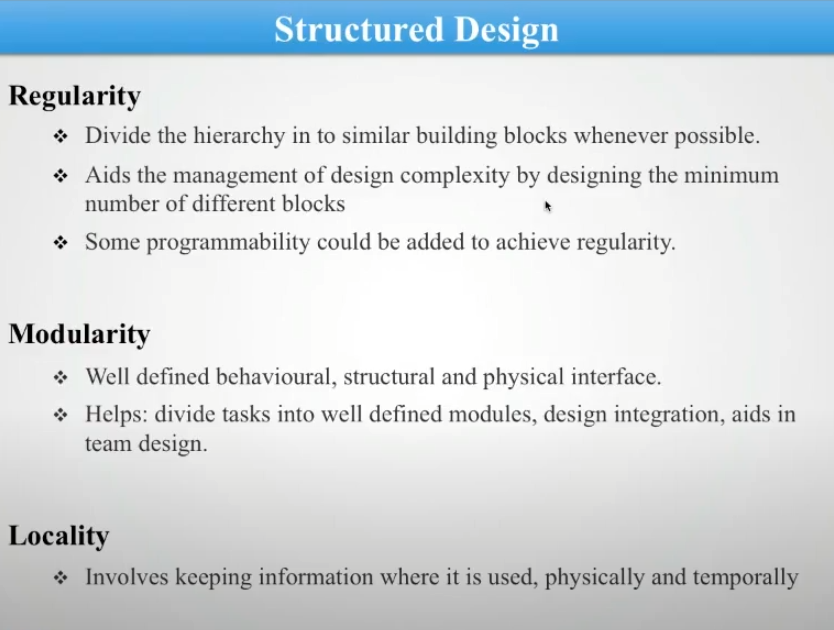 Structured Design
Regularity
❖ Divide the hierarchy in to similar building blocks whenever possible.
❖ Aids the management of design complexity by designing the minimum
number of different blocks
❖ Some programmability could be added to achieve regularity.
Modularity
❖ Well defined behavioural, structural and physical interface.
❖ Helps: divide tasks into well defined modules, design integration, aids in
team design.
Locality
❖ Involves keeping information where it is used, physically and temporally